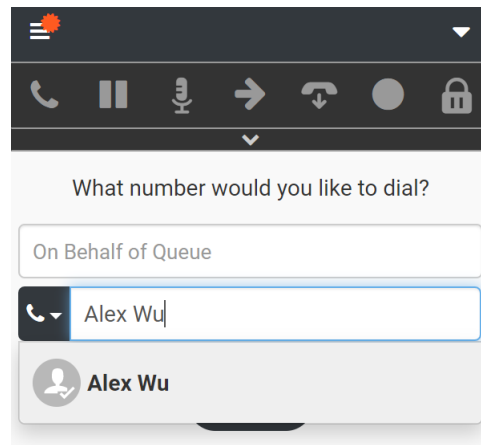 What number would you like to dial?
On Behalf of Queue
Alex Wu
Alex Wu